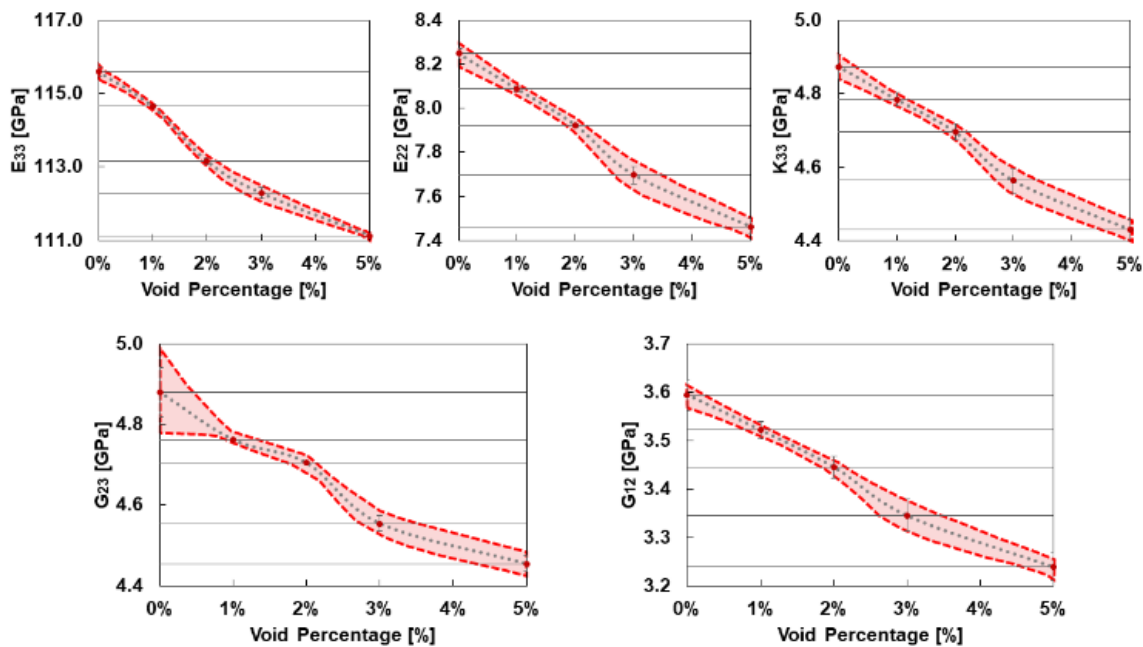 E33 [GPa]
117.0
115.0
113.0
111.0
0% 1% 2% 3% 4% 5%
Void Percentage [%]
E22 [GPa]
8.4
8.2
8.0
7.8
7.6
7.4
0% 1% 2% 3% 4% 5%
Void Percentage [%]
K33 [GPa]
5.0
4.8
4.6
4.4
0% 1% 2% 3% 4% 5%
Void Percentage [%]
G23 [GPa]
5.0
4.8
4.6
4.4
0% 1% 2% 3% 4% 5%
Void Percentage [%]
G12 [GPa]
3.7
3.6
3.5
3.4
3.3
3.2
0% 1% 2% 3% 4% 5%
Void Percentage [%]